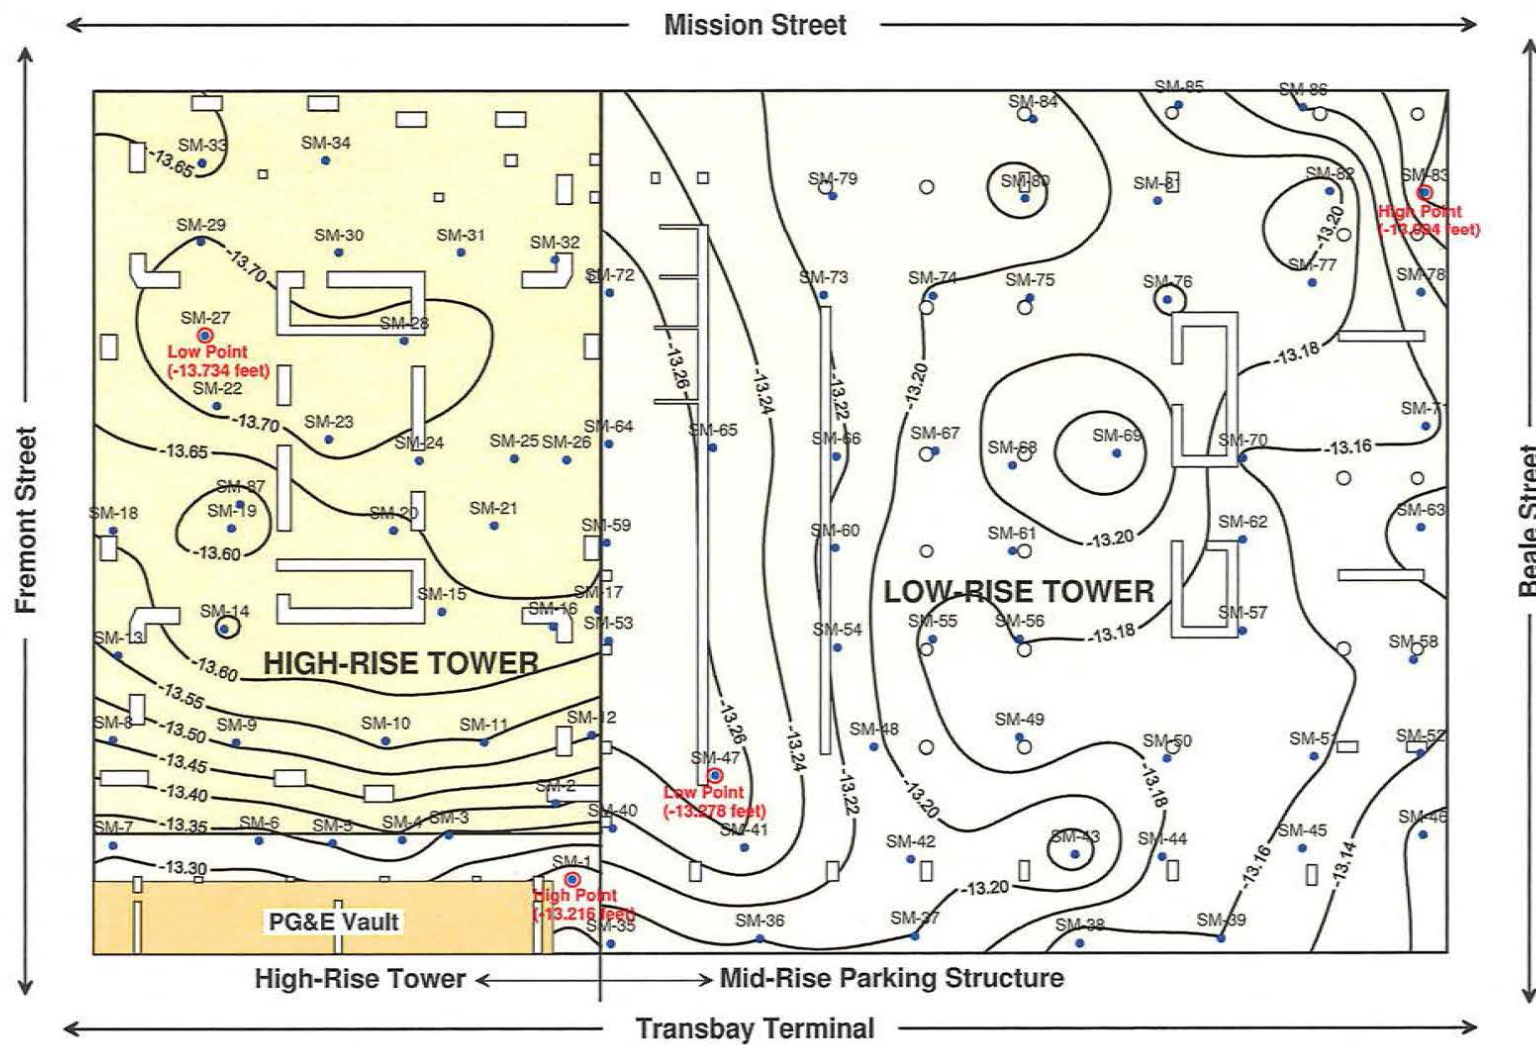 Mission Street
SM-84
SM-85
SM-86
SM-33
SM-34
-13.65
SM-79
SM-80
SM-81
SM-82
SM-83
High Point
-13.20
SM-29
SM-30
SM-31
SM-32
-13.70
SM-72
SM-73
SM-74
SM-75
SM-76
SM-77
SM-78
SM-27
SM-28
Low Point
(-13.734 feet)
-13.26
-13.24
-13.22
-13.20
-13.18
SM-22
-13.70
SM-23
SM-24
SM-25
SM-26
SM-64
SM-65
SM-66
SM-67
SM-68
SM-69
SM-70
SM-71
-13.65
-13.16
SM-87
SM-18
SM-19
SM-20
SM-21
SM-59
SM-60
SM-61
SM-62
SM-63
-13.60
-13.20
Fremont Street
Beale Street
LOW-RISE TOWER
SM-14
SM-15
SM-16
SM-17
SM-53
SM-54
SM-55
SM-56
SM-57
SM-58
SM-13
-13.18
-13.60
HIGH-RISE TOWER
-13.55
SM-8
SM-9
SM-10
SM-11
SM-12
-13.50
-13.26
-13.24
SM-48
SM-49
SM-50
SM-51
SM-52
-13.45
SM-47
Low Point
(-13.278 feet)
-13.22
-13.20
-13.18
-13.40
SM-2
SM-40
SM-41
SM-42
SM-43
SM-44
SM-45
SM-46
-13.35
SM-7
SM-6
SM-5
SM-4
SM-3
-13.30
SM-1
High Point
(-13.216 feet)
-13.20
-13.16
-13.14
PG&E Vault
SM-35
SM-36
SM-37
SM-38
SM-39
High-Rise Tower
Mid-Rise Parking Structure
Transbay Terminal